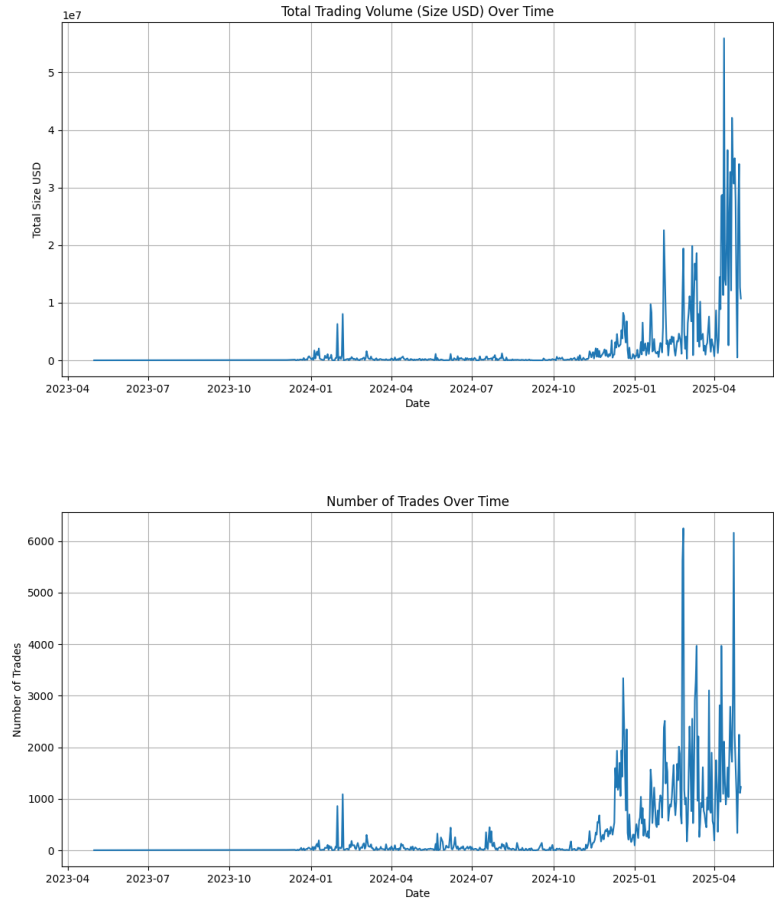 Total Trading Volume (Size USD) Over Time
1e7
5
4
3
2
1
0
Total Size USD
2023-04 2023-07 2023-10 2024-01 2024-04 2024-07 2024-10 2025-01 2025-04
Date
Number of Trades Over Time
6000
5000
4000
3000
2000
1000
0
Number of Trades
2023-04 2023-07 2023-10 2024-01 2024-04 2024-07 2024-10 2025-01 2025-04
Date